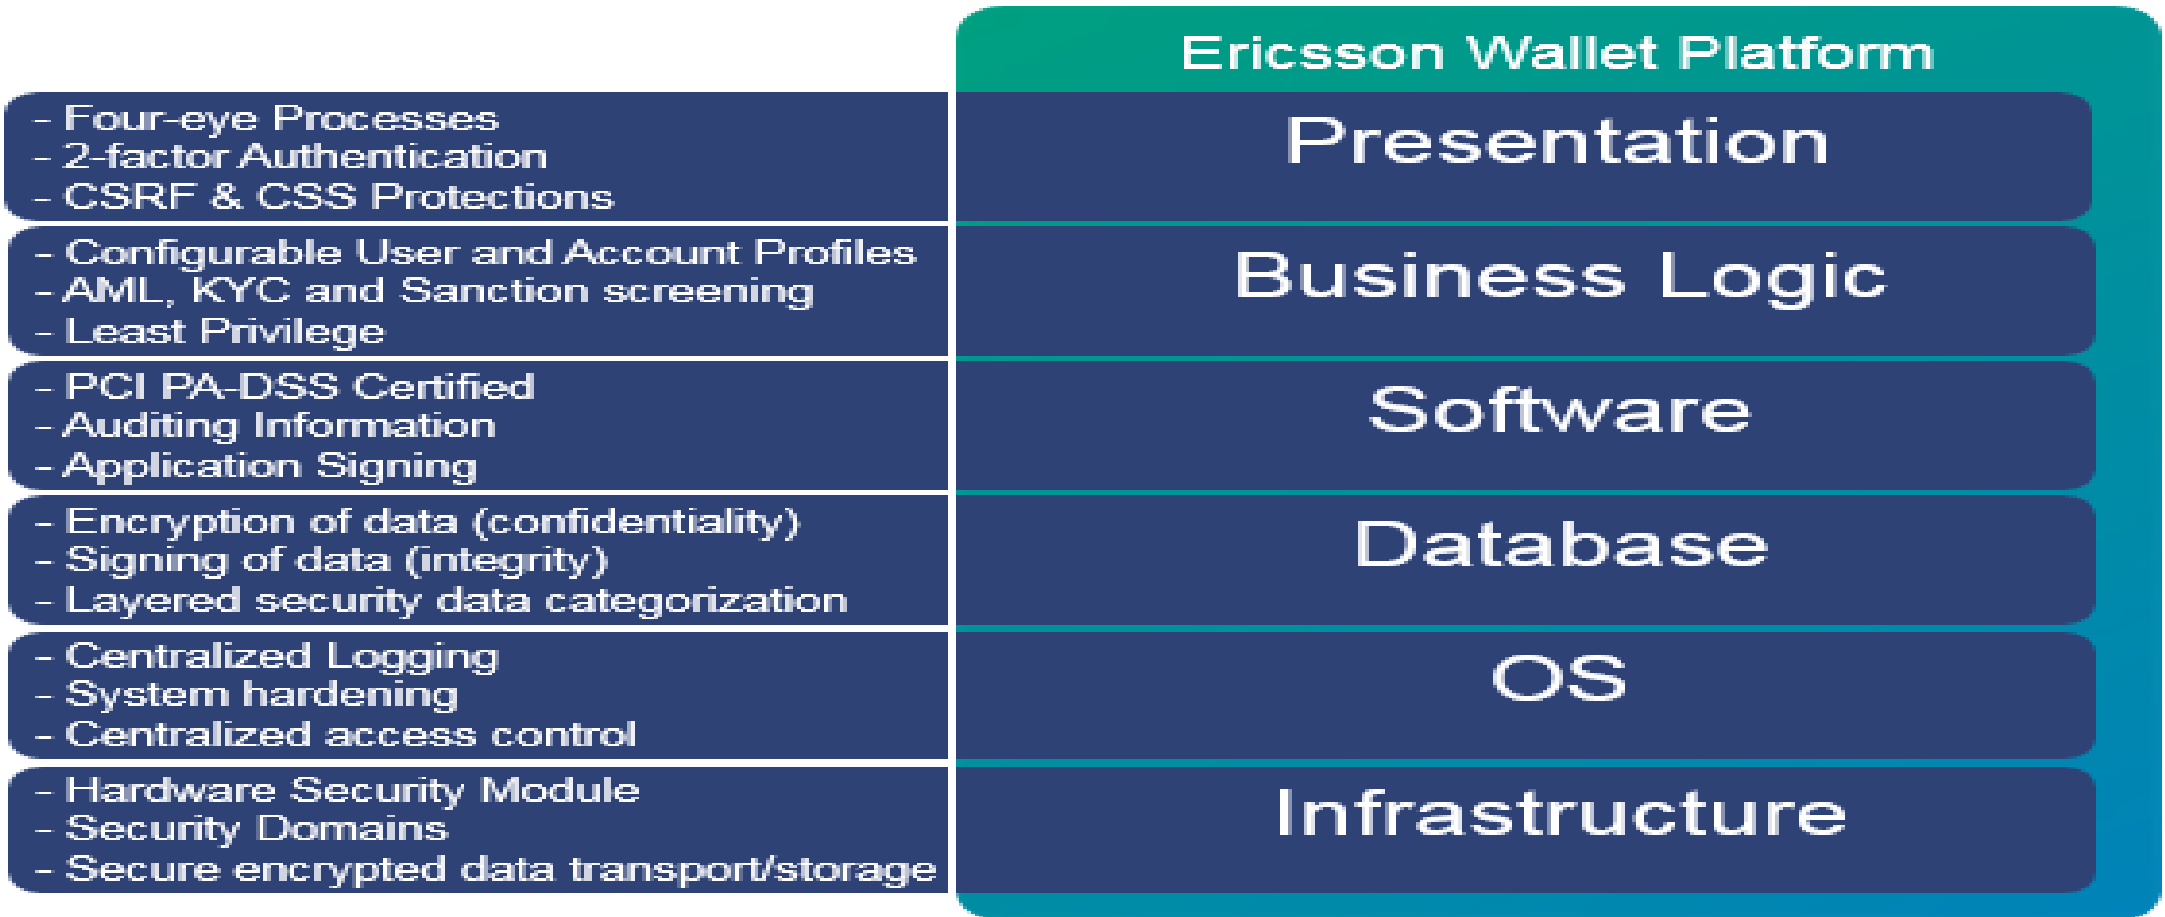 Ericsson Wallet Platform
- Four-eye Processes
- 2-factor Authentication
- CSRF & CSS Protections
Presentation
- Configurable User and Account Profiles
- AML, KYC and Sanction screening
- Least Privilege
Business Logic
- PCI PA-DSS Certified
- Auditing Information
- Application Signing
Software
- Encryption of data (confidentiality)
- Signing of data (integrity)
- Layered security data categorization
Database
- Centralized Logging
- System hardening
- Centralized access control
OS
- Hardware Security Module
- Security Domains
- Secure encrypted data transport/storage
Infrastructure